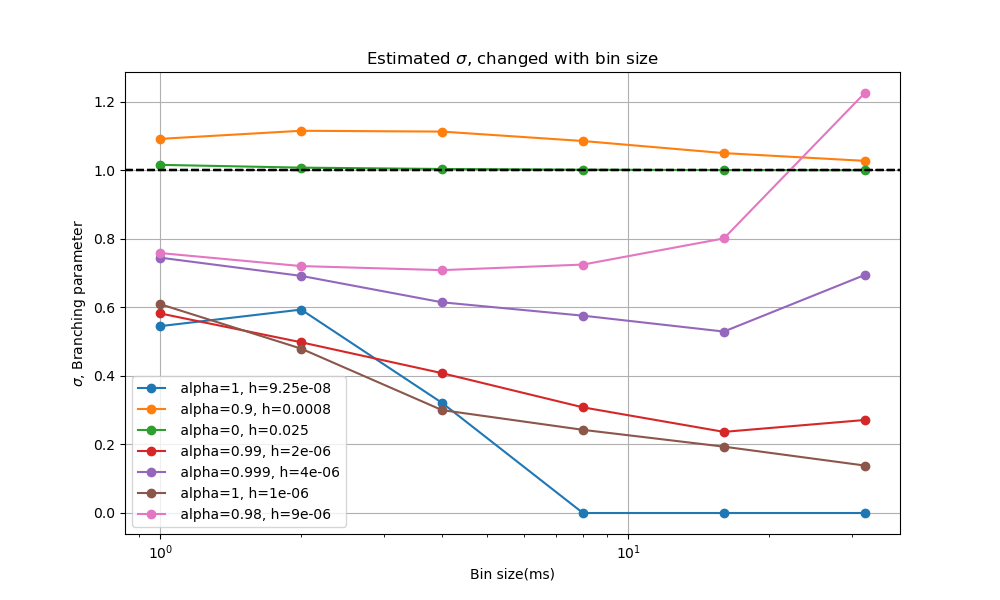 Estimated σ, changed with bin size
σ, Branching parameter
1.2
1.0
0.8
0.6
0.4
0.2
0.0
alpha=1, h=9.25e-08
alpha=0.9, h=0.0008
alpha=0, h=0.025
alpha=0.99, h=2e-06
alpha=0.999, h=4e-06
alpha=1, h=1e-06
alpha=0.98, h=9e-06
10⁰
10¹
Bin size(ms)